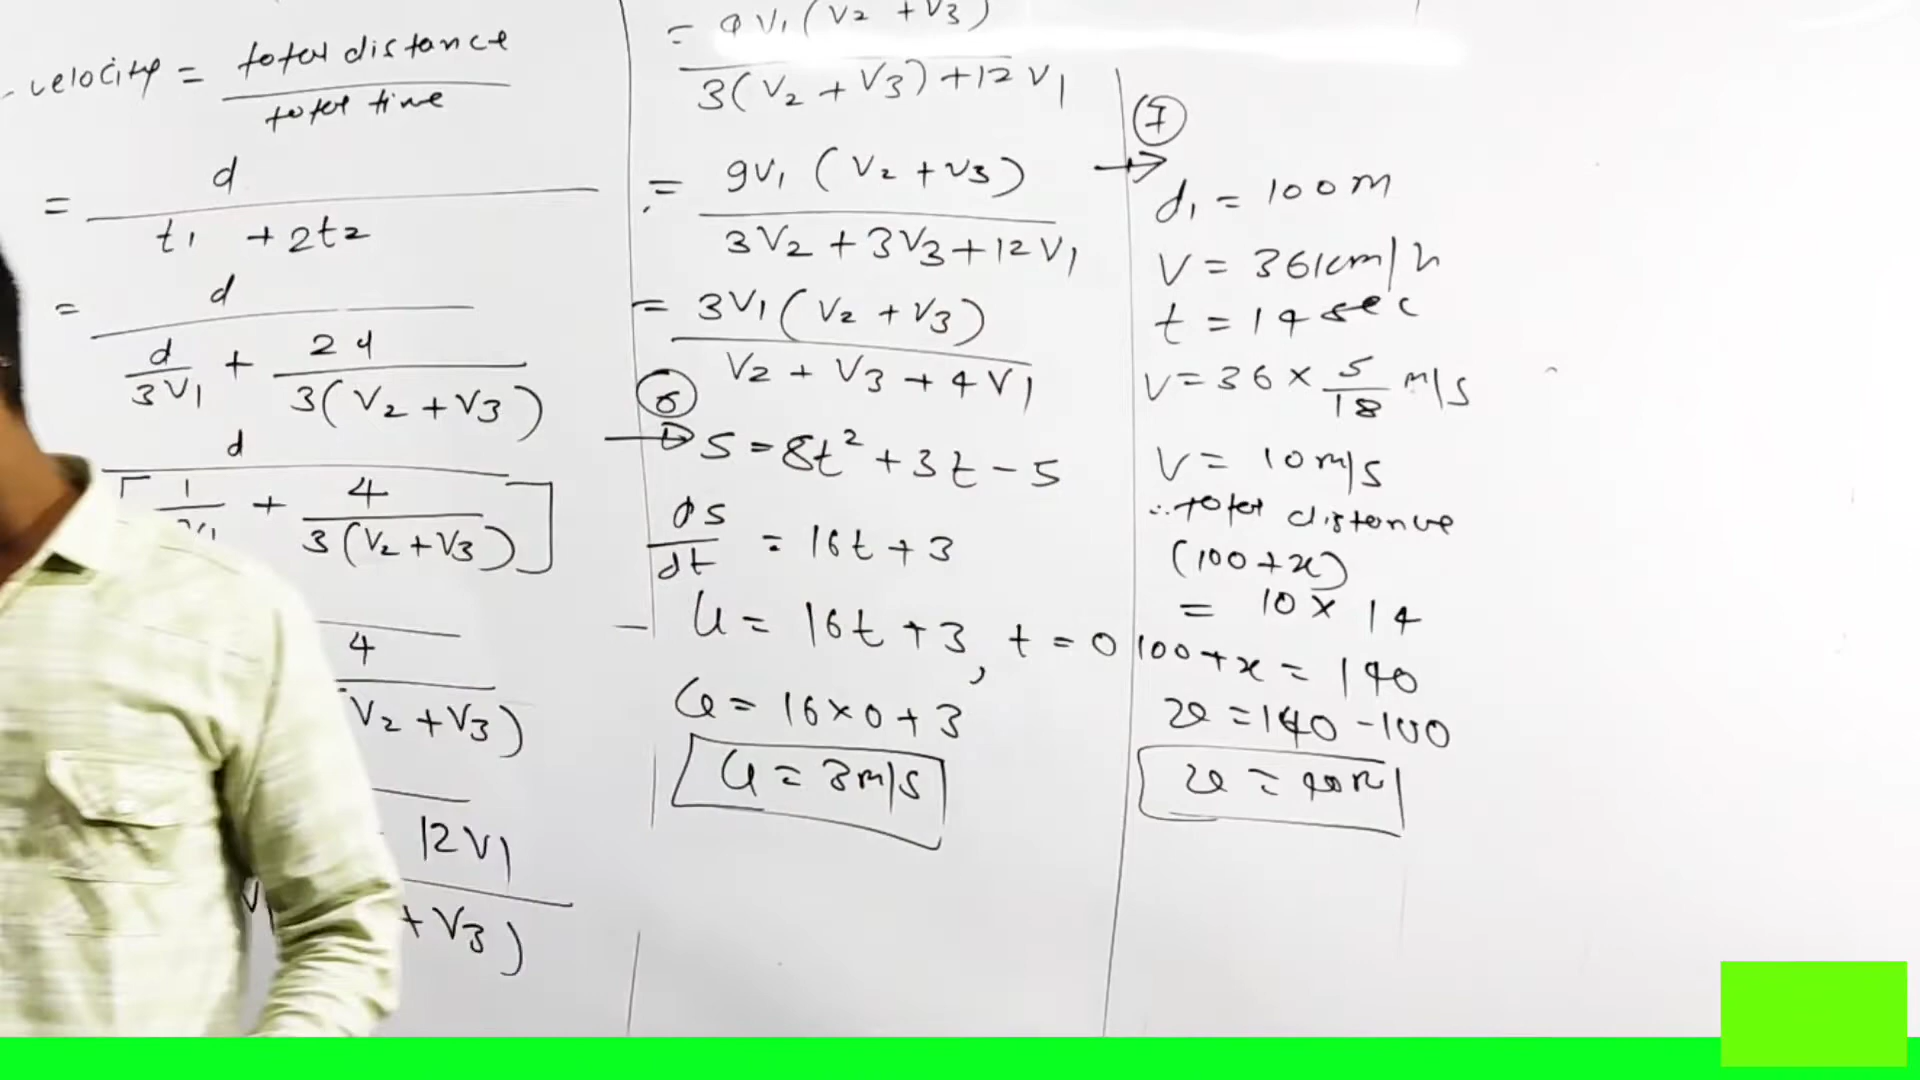 velocity = total distance / total time
= d / t1 + 2t2
= d / d/3V1 + 2d/3(V2 + V3)
d / [1/ + 4/3(V2 + V3)]
4
V2 + V3)
12V1
+ V3)
= 9V1 (V2 + V3) / 3(V2 + V3) + 12V1
= 9V1 (V2 + V3) / 3V2 + 3V3 + 12V1
= 3V1 (V2 + V3) / V2 + V3 + 4V1
⑥
→ S = 8t² + 3t - 5
ds/dt = 16t + 3
U = 16t + 3, t = 0
U = 16 × 0 + 3
U = 3m/s
⑦
→
d1 = 100m
V = 36km/h
t = 14 sec
V = 36 × 5/18 m/s
V = 10m/s
∴ total distance
(100 + x)
= 10 × 14
100 + x = 140
x = 140 - 100
x = 40m